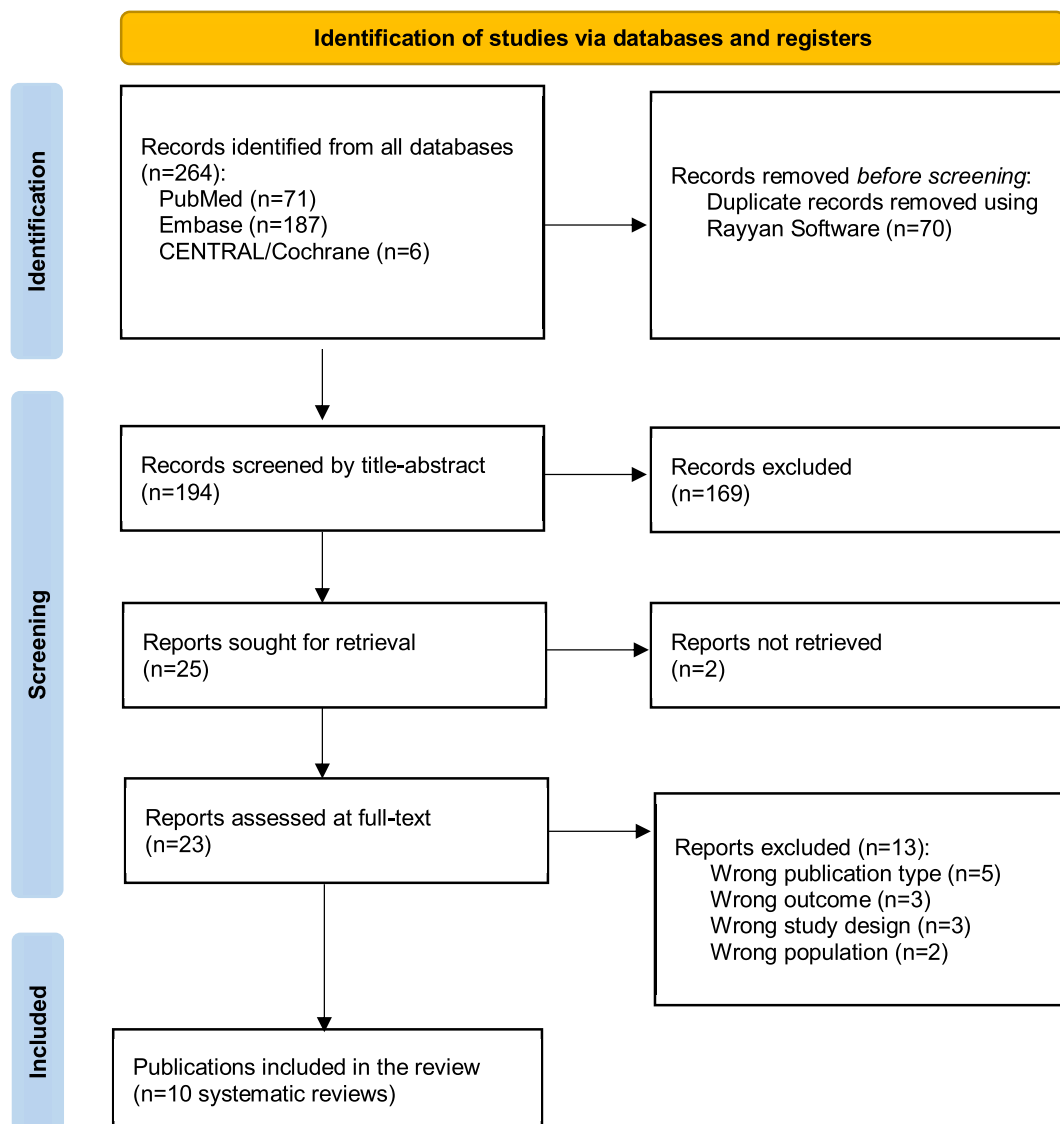 Identification of studies via databases and registers
Identification
Records identified from all databases
(n=264):
PubMed (n=71)
Embase (n=187)
CENTRAL/Cochrane (n=6)
Records removed before screening:
Duplicate records removed using
Rayyan Software (n=70)
Screening
Records screened by title-abstract
(n=194)
Records excluded
(n=169)
Reports sought for retrieval
(n=25)
Reports not retrieved
(n=2)
Reports assessed at full-text
(n=23)
Reports excluded (n=13):
Wrong publication type (n=5)
Wrong outcome (n=3)
Wrong study design (n=3)
Wrong population (n=2)
Included
Publications included in the review
(n=10 systematic reviews)